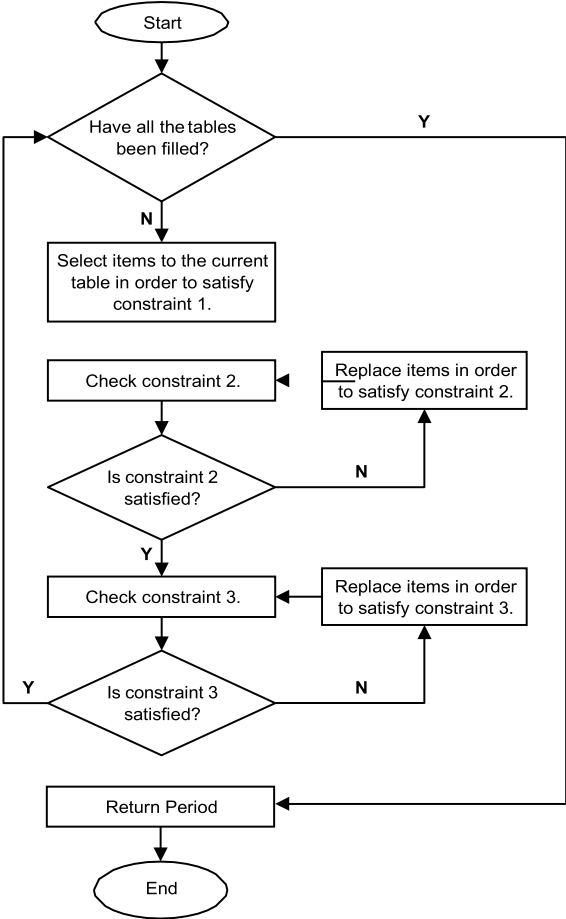 Start
Have all the tables
been filled?
Y
N
Select items to the current
table in order to satisfy
constraint 1.
Check constraint 2.
Replace items in order
to satisfy constraint 2.
Is constraint 2
satisfied?
N
Y
Check constraint 3.
Replace items in order
to satisfy constraint 3.
Y
Is constraint 3
satisfied?
N
Return Period
End